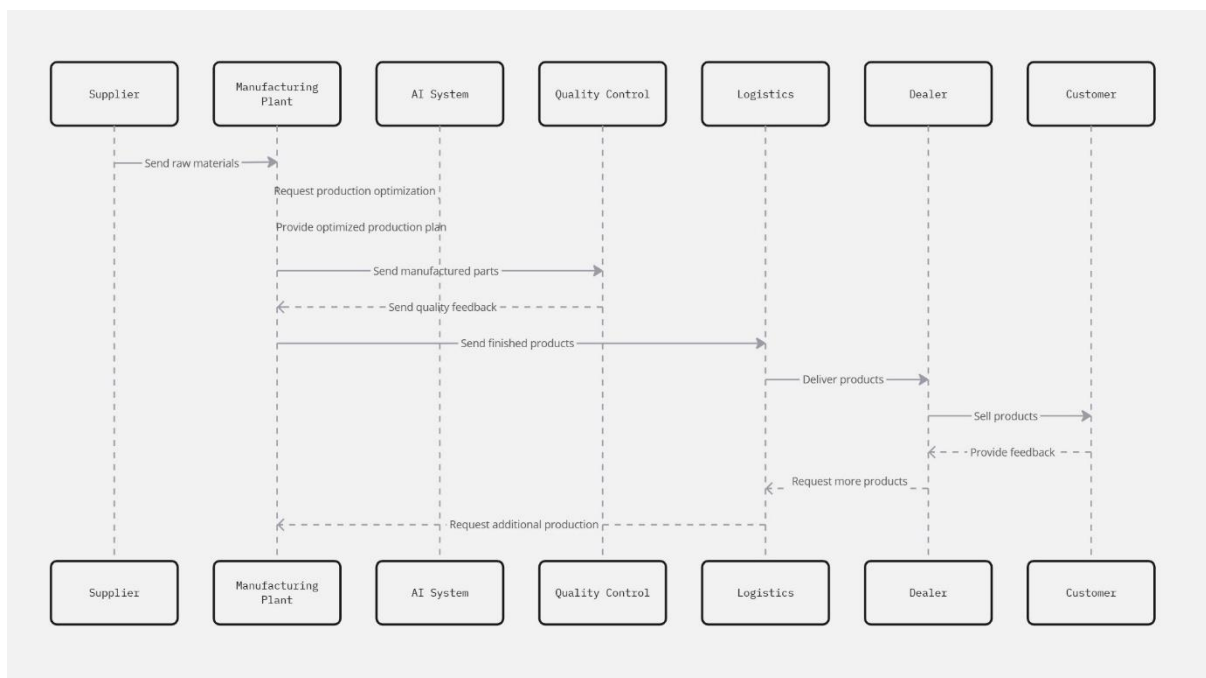 Supplier
Manufacturing
Plant
AI System
Quality Control
Logistics
Dealer
Customer
Send raw materials
Request production optimization
Provide optimized production plan
Send manufactured parts
Send quality feedback
Send finished products
Deliver products
Sell products
Provide feedback
Request more products
Request additional production
Supplier
Manufacturing
Plant
AI System
Quality Control
Logistics
Dealer
Customer